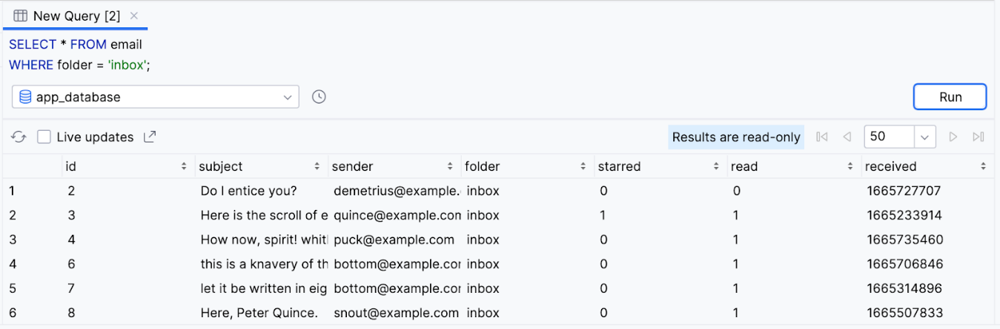 New Query [2]
SELECT * FROM email
WHERE folder = 'inbox';
app_database
Run
Live updates
Results are read-only
50
id subject sender folder starred read received
1 2 Do I entice you? demetrius@example. inbox 0 0 1665727707
2 3 Here is the scroll of e quince@example.com inbox 1 1 1665233914
3 4 How now, spirit! whitl puck@example.com inbox 0 1 1665735460
4 6 this is a knavery of th bottom@example.cor inbox 0 1 1665706846
5 7 let it be written in eig bottom@example.cor inbox 0 1 1665314896
6 8 Here, Peter Quince. snout@example.com inbox 0 1 1665507833